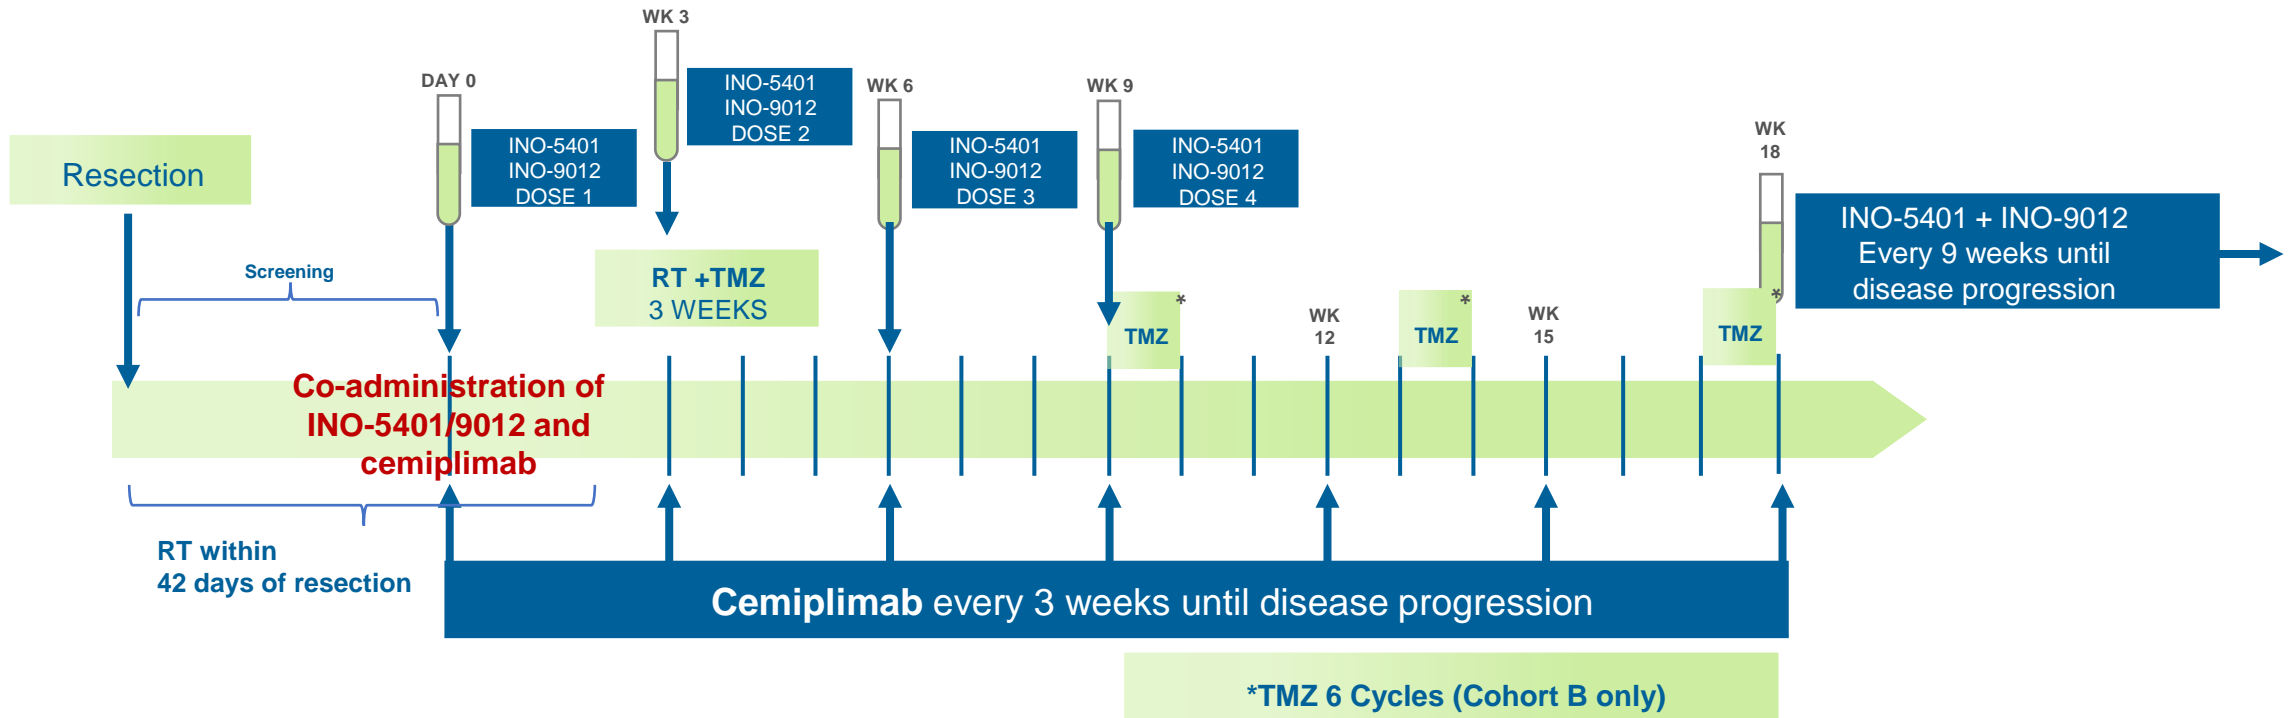 WK 3
DAY 0
INO-5401
INO-9012
DOSE 2
WK 6
WK 9
Resection
INO-5401
INO-9012
DOSE 1
INO-5401
INO-9012
DOSE 3
INO-5401
INO-9012
DOSE 4
WK
18
INO-5401 + INO-9012
Every 9 weeks until
disease progression
Screening
RT +TMZ
3 WEEKS
TMZ
*
WK
12
TMZ
*
WK
15
TMZ
*
Co-administration of
INO-5401/9012 and
cemiplimab
RT within
42 days of resection
Cemiplimab every 3 weeks until disease progression
*TMZ 6 Cycles (Cohort B only)